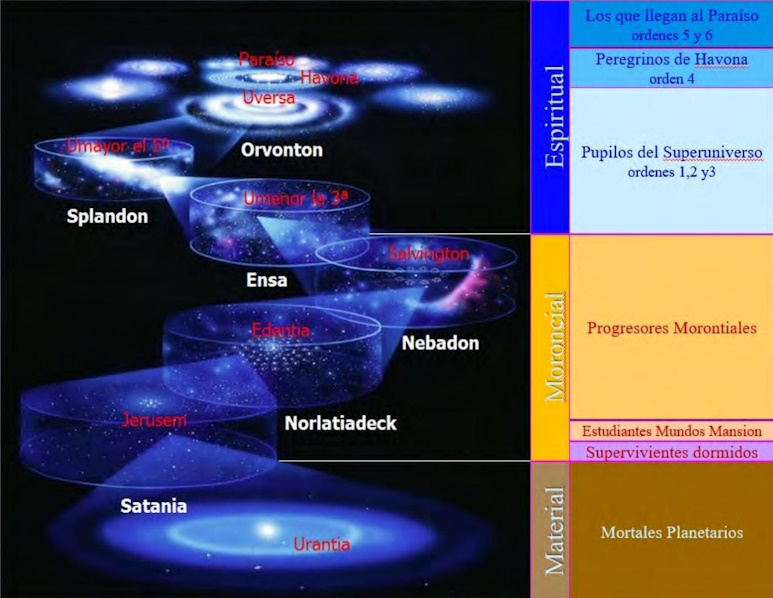 Paraíso
Havona
Uversa
Orvonton
Umayor el 5º
Splandon
Umenor la 3ª
Ensa
Salvington
Nebadon
Edentia
Norlatiadeck
Jerusem
Satania
Urantia
Espiritual
Moroncial
Material
Los que llegan al Paraíso
ordenes 5 y 6
Peregrinos de Havona
orden 4
Pupilos del Superuniverso
ordenes 1,2 y3
Progresores Morontiales
Estudiantes Mundos Mansion
Supervivientes dormidos
Mortales Planetarios